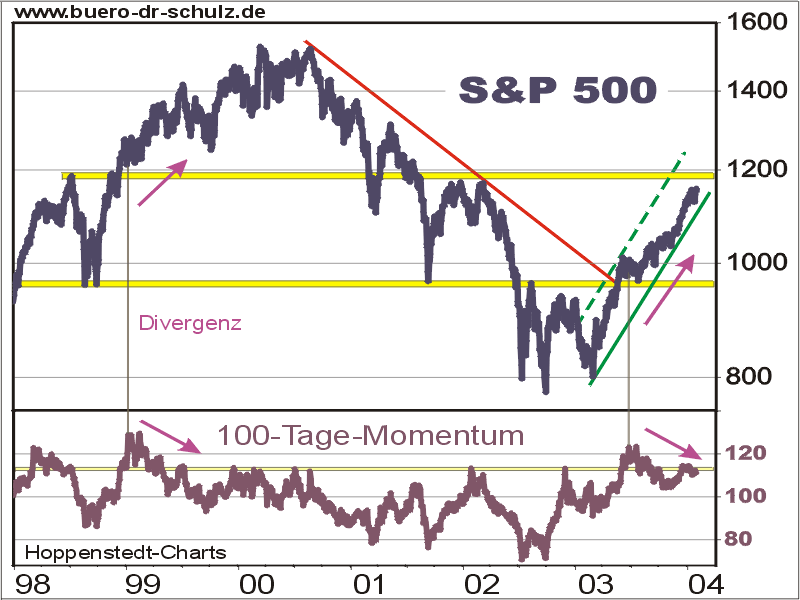 www.buero-dr-schulz.de
1600
S&P 500
1400
1200
1000
Divergenz
800
100-Tage-Momentum
120
100
80
Hoppenstedt-Charts
98 99 00 01 02 03 04